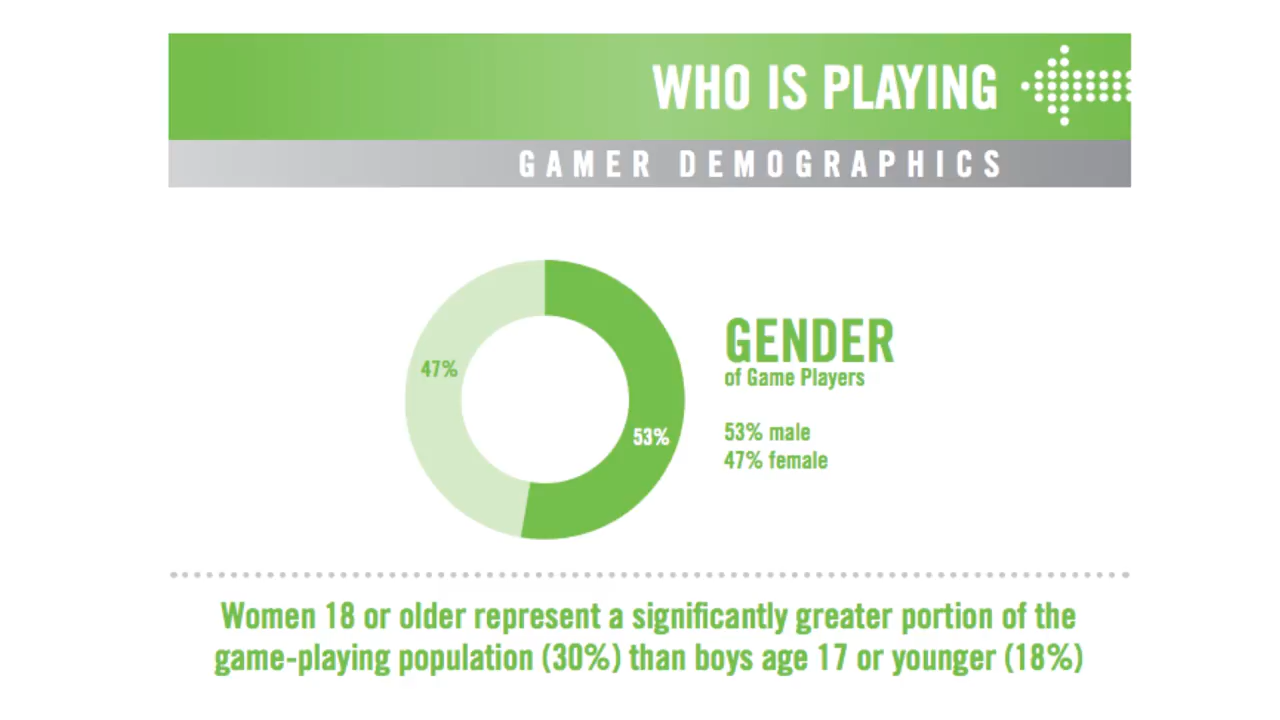 WHO IS PLAYING
GAMER DEMOGRAPHICS
47%
53%
GENDER
of Game Players
53% male
47% female
Women 18 or older represent a significantly greater portion of the
game-playing population (30%) than boys age 17 or younger (18%)